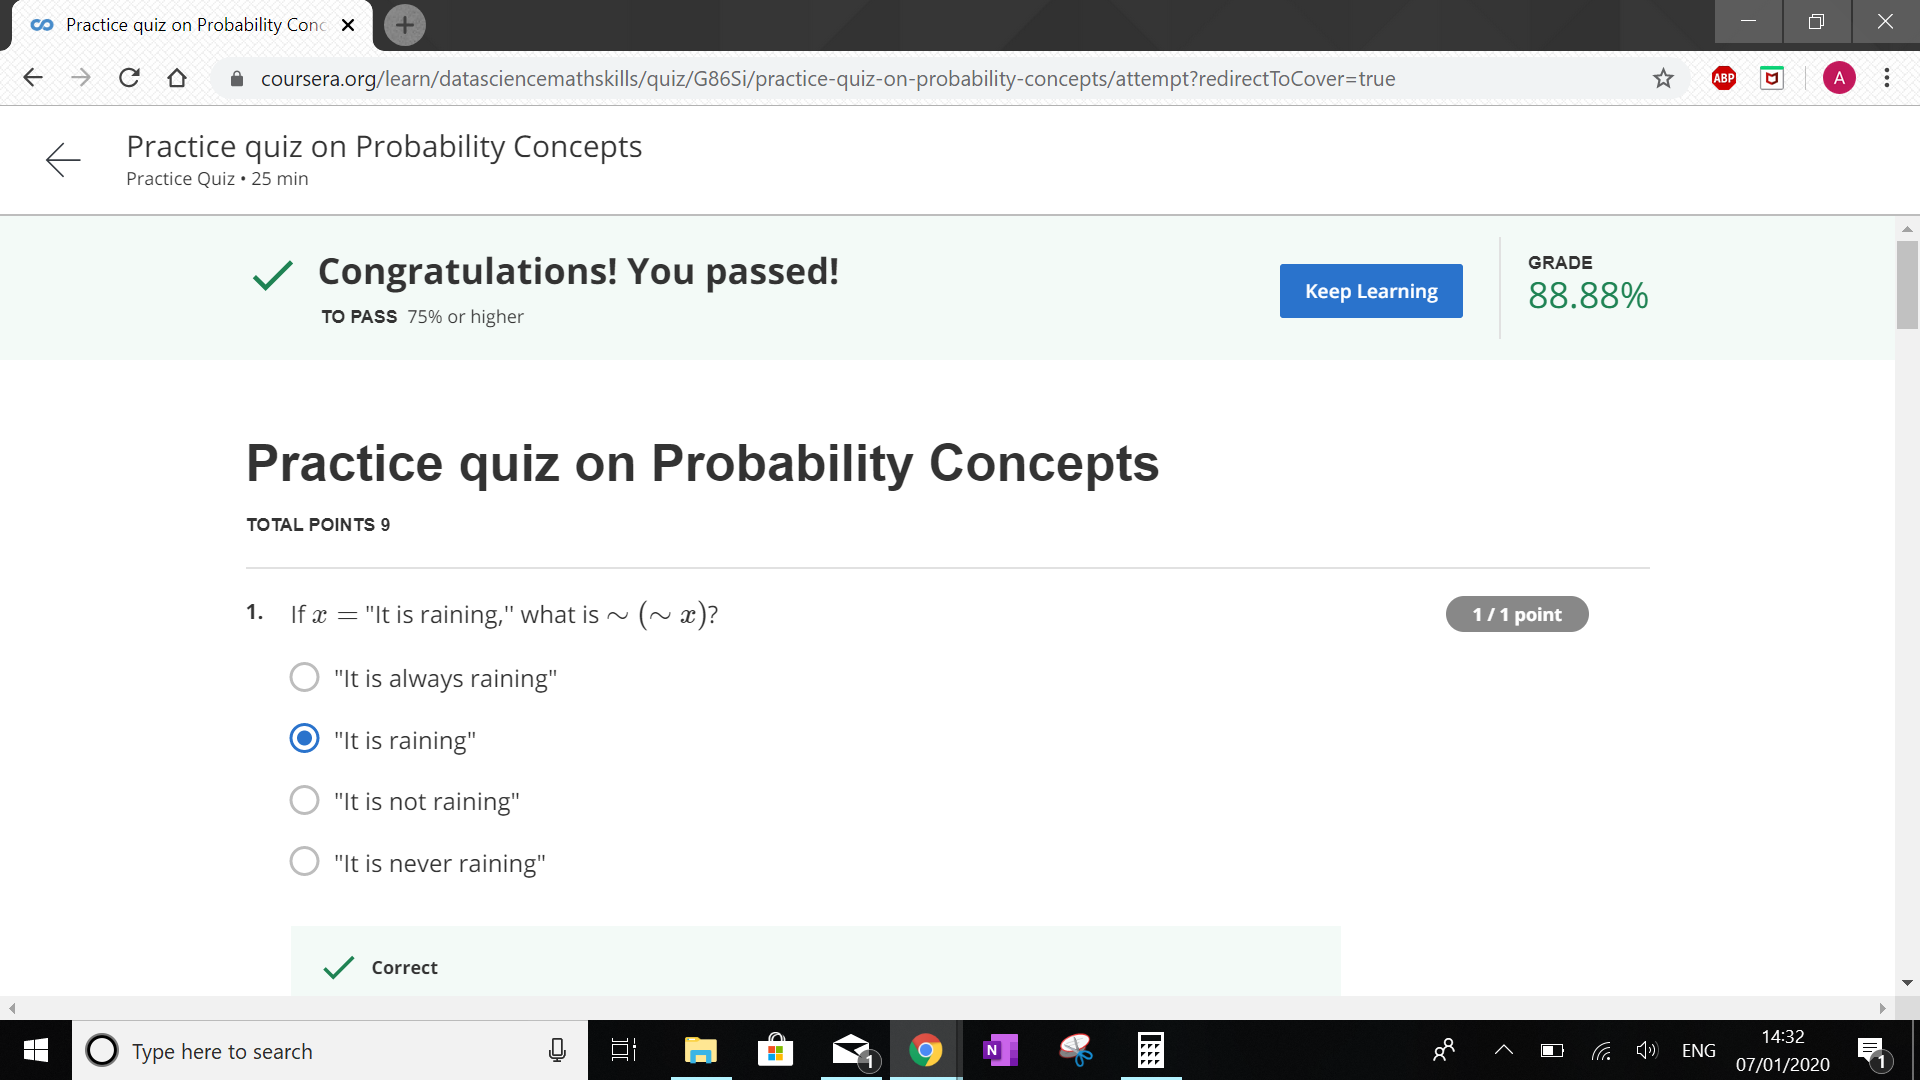 Practice quiz on Probability Conc
coursera.org/learn/datasciencemathskills/quiz/G86Si/practice-quiz-on-probability-concepts/attempt?redirectToCover=true
ABP
A
Practice quiz on Probability Concepts
Practice Quiz • 25 min
Congratulations! You passed!
TO PASS 75% or higher
Keep Learning
GRADE
88.88%
Practice quiz on Probability Concepts
TOTAL POINTS 9
1. If x = "It is raining," what is ∼ (∼ x)?
1 / 1 point
"It is always raining"
"It is raining"
"It is not raining"
"It is never raining"
Correct
Type here to search
1
N
ENG
14:32
07/01/2020
1